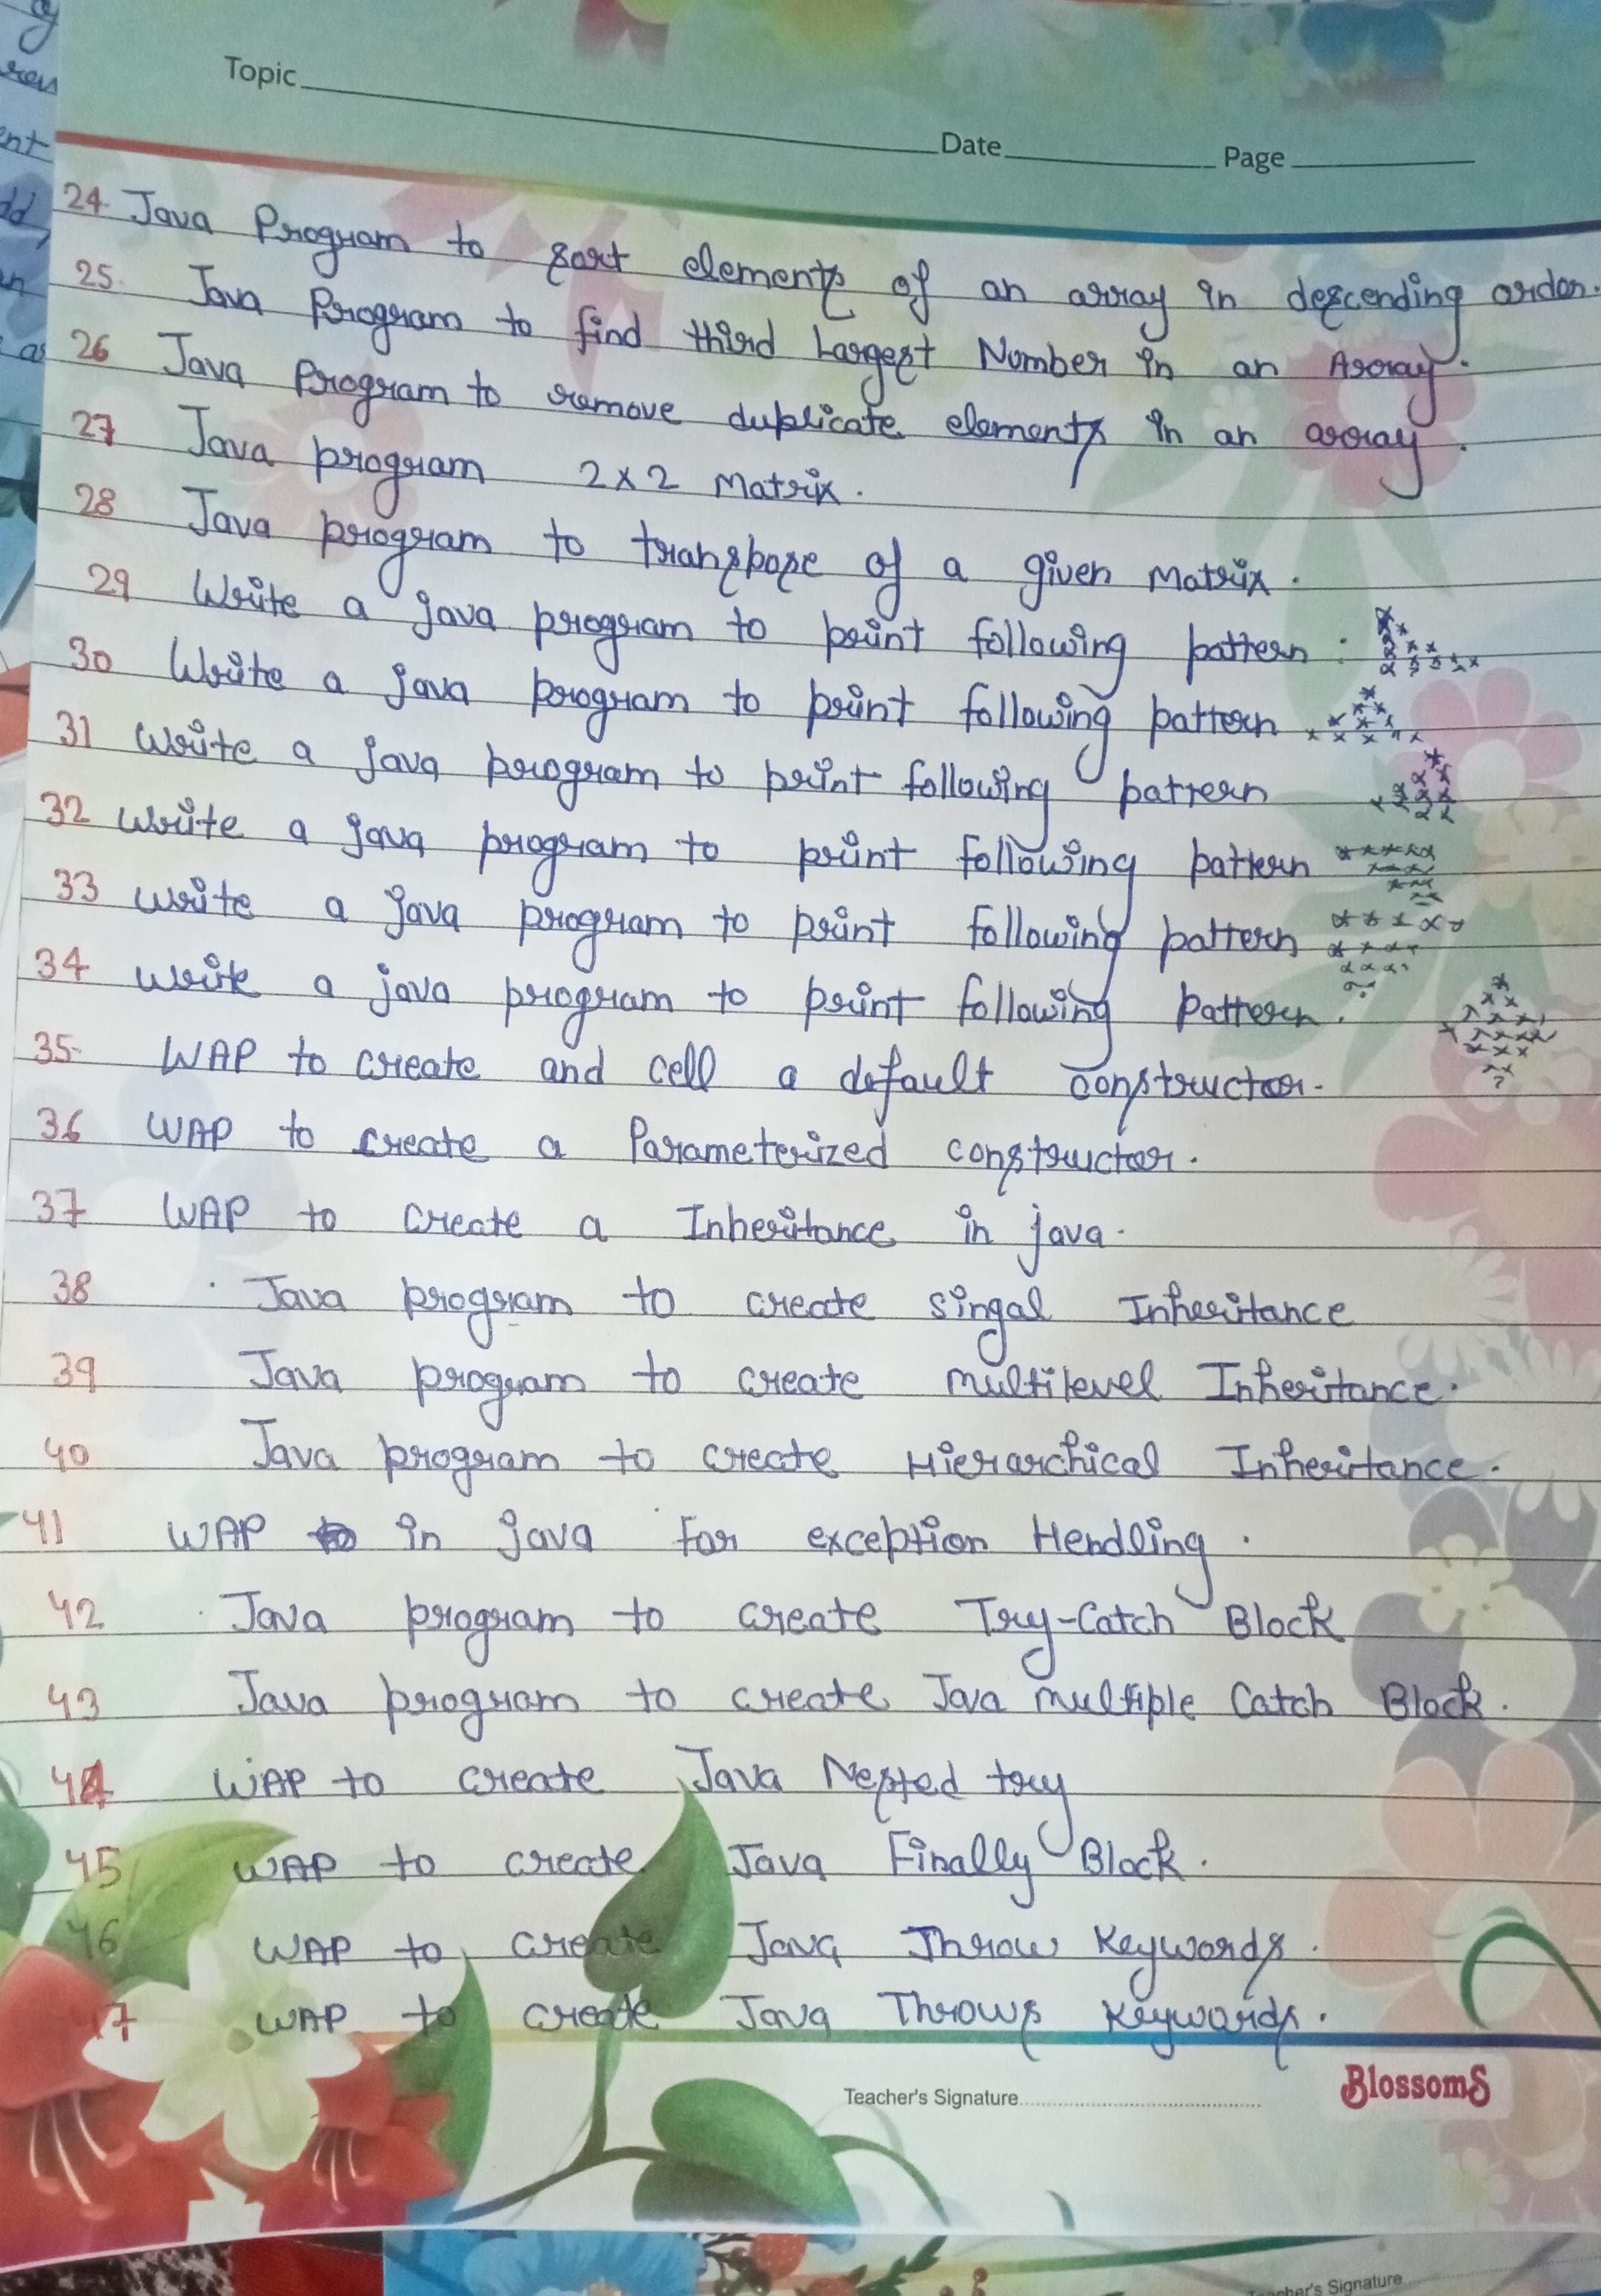 Topic
Date
Page
24. Java Program to sort elements of an array in descending order.
25. Java Program to find third Largest Number in an Array.
26 Java Program to remove duplicate elements in an array.
27 Java program 2x2 Matrix.
28 Java program to transpose of a given Matrix.
29 Write a java program to print following pattern :
30 Write a java program to print following pattern
31 Write a java program to print following pattern
32 Write a java program to print following pattern
33 Write a java program to print following pattern
34 Write a java program to print following Pattern.
35. WAP to create and cell a default constructor.
36 WAP to create a Parameterized constructor.
37 WAP to create a Inheritance in java.
38 Java program to create singal Inheritance
39 Java program to create multilevel Inheritance.
40 Java program to create Hierarchical Inheritance.
41 WAP in java for exception Hendling.
42 Java program to create Try-Catch Block
43 Java program to create Java multiple Catch Block.
44 WAP to create Java Nested try
45 WAP to create Java Finally Block.
46 WAP to create Java Throw Keywords.
47 WAP to create Java Throws Keywords.
Teacher's Signature
BlossomS
Teacher's Signature